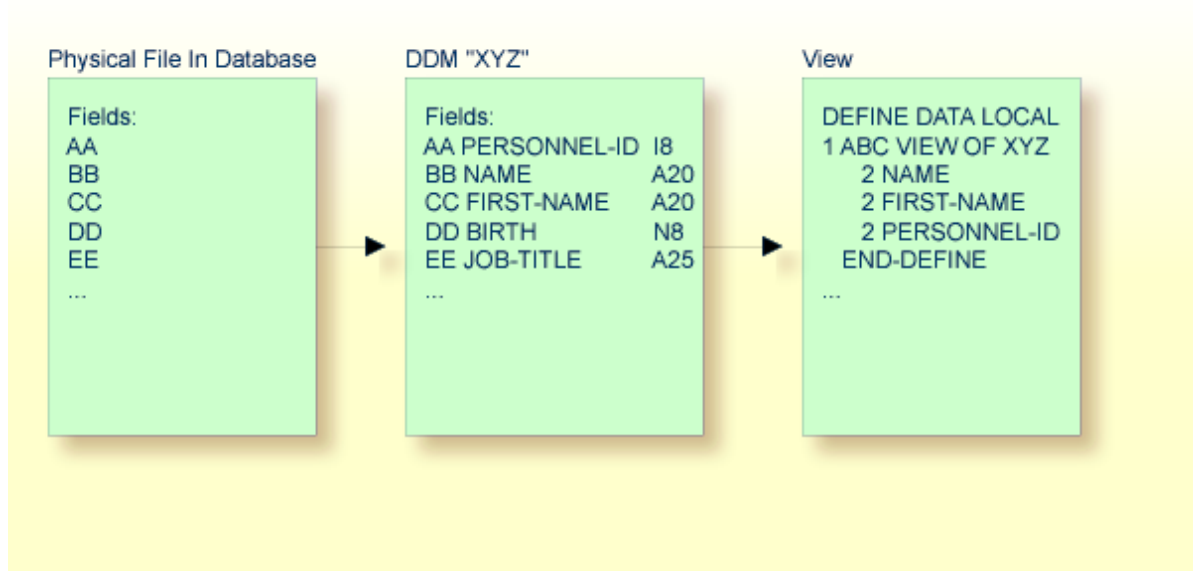 Physical File In Database
Fields:
AA
BB
CC
DD
EE
...
DDM "XYZ"
Fields:
AA PERSONNEL-ID I8
BB NAME A20
CC FIRST-NAME A20
DD BIRTH N8
EE JOB-TITLE A25
...
View
DEFINE DATA LOCAL
1 ABC VIEW OF XYZ
2 NAME
2 FIRST-NAME
2 PERSONNEL-ID
END-DEFINE
...